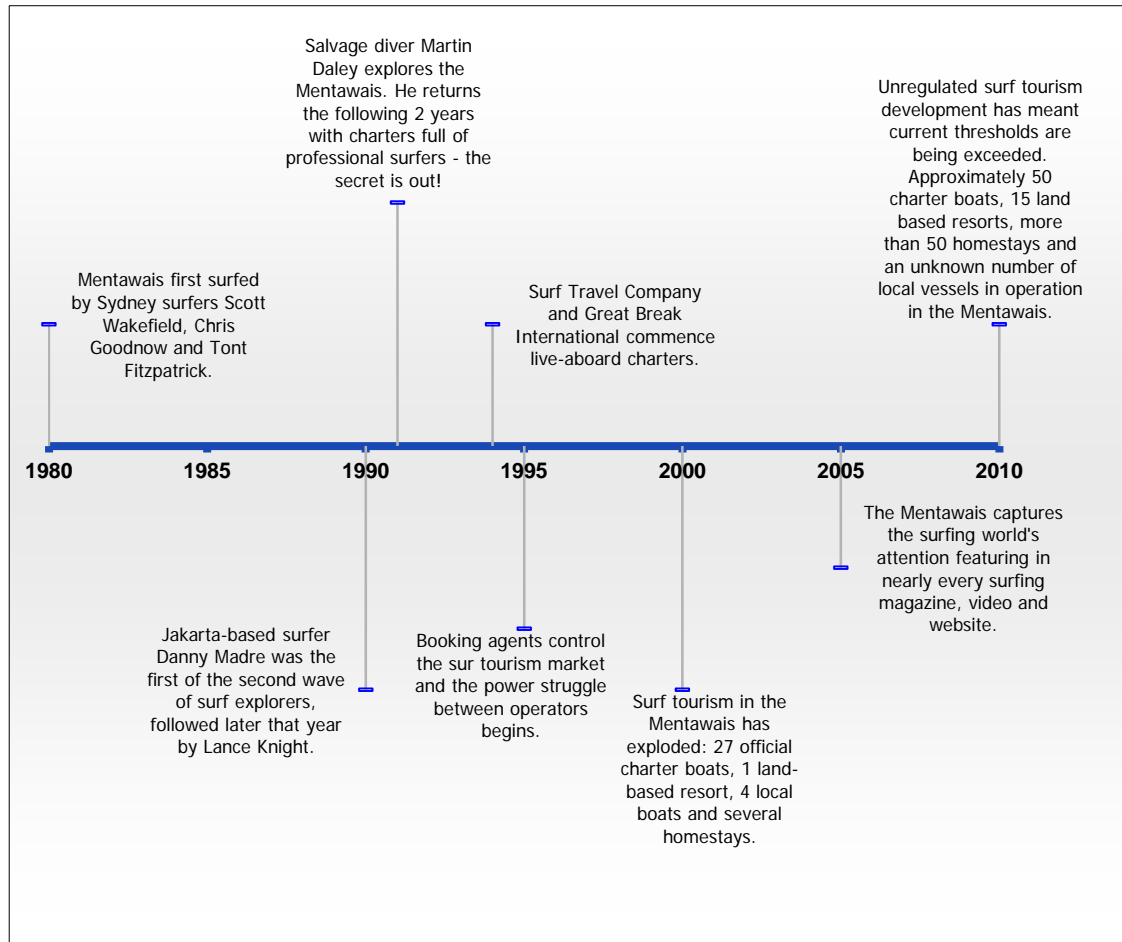 Salvage diver Martin
Daley explores the
Mentawais. He returns
the following 2 years
with charters full of
professional surfers - the
secret is out!
Unregulated surf tourism
development has meant
current thresholds are
being exceeded.
Approximately 50
charter boats, 15 land
based resorts, more
than 50 homestays and
an unknown number of
local vessels in operation
in the Mentawais.
Mentawais first surfed
by Sydney surfers Scott
Wakefield, Chris
Goodnow and Tont
Fitzpatrick.
Surf Travel Company
and Great Break
International commence
live-aboard charters.
1980 1985 1990 1995 2000 2005 2010
The Mentawais captures
the surfing world's
attention featuring in
nearly every surfing
magazine, video and
website.
Jakarta-based surfer
Danny Madre was the
first of the second wave
of surf explorers,
followed later that year
by Lance Knight.
Booking agents control
the sur tourism market
and the power struggle
between operators
begins.
Surf tourism in the
Mentawais has
exploded: 27 official
charter boats, 1 land-
based resort, 4 local
boats and several
homestays.